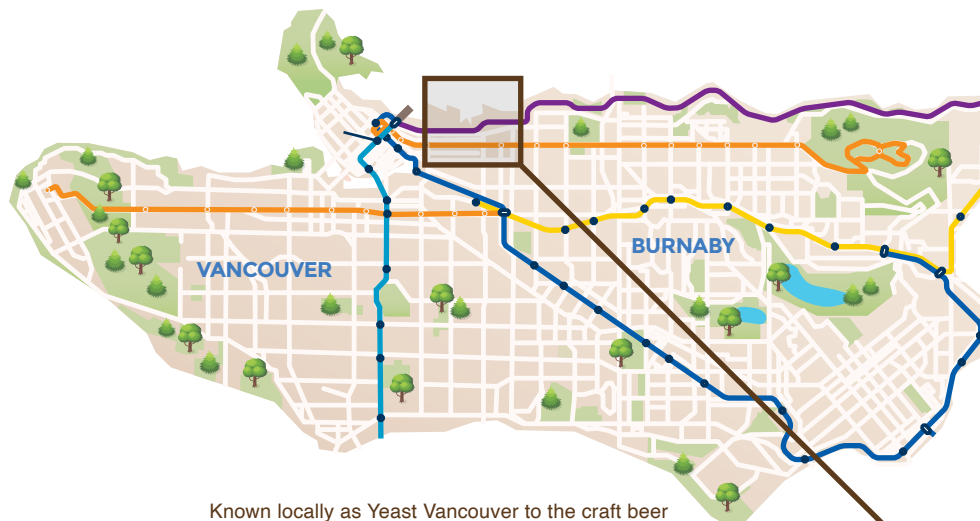 VANCOUVER
BURNABY
Known locally as Yeast Vancouver to the craft beer